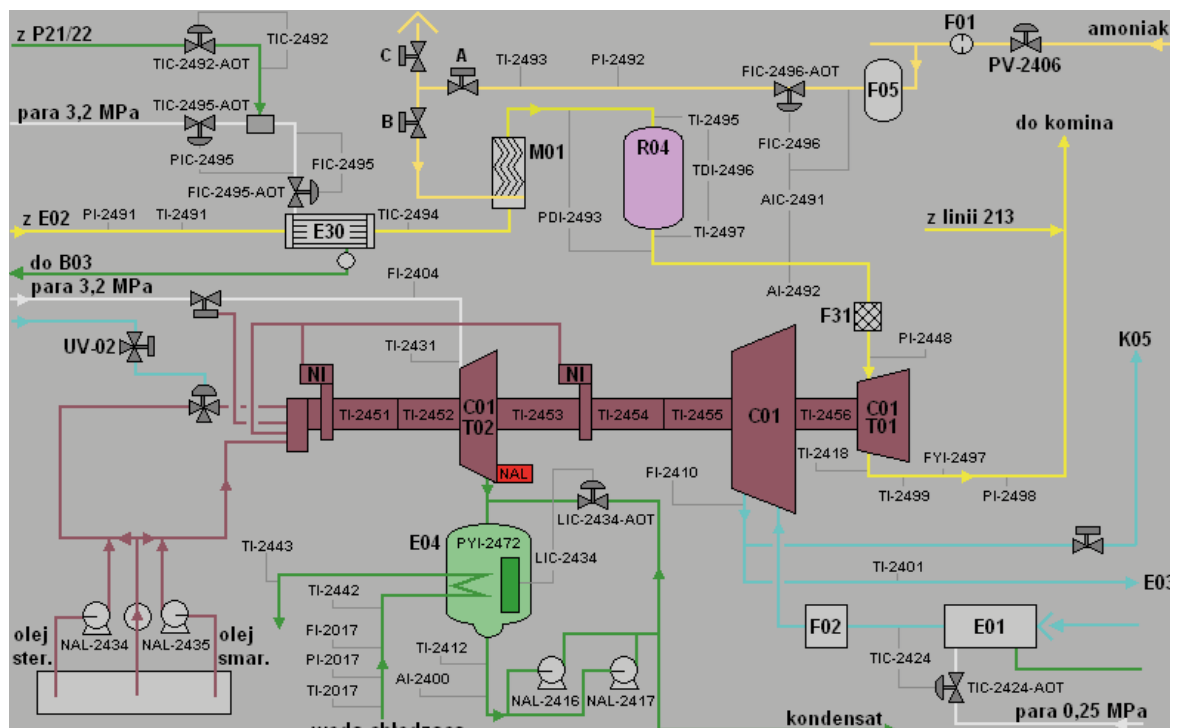 z P21/22
TIC-2492
TIC-2492-AOT
C
A
TI-2493
PI-2492
FIC-2496-AOT
F01
amoniak
PV-2406
F05
para 3,2 MPa
TIC-2495-AOT
B
M01
R04
TI-2495
do komina
PIC-2495
FIC-2495
FIC-2496
TDI-2496
FIC-2495-AOT
AIC-2491
z E02
PI-2491
TI-2491
E30
TIC-2494
PDI-2493
TI-2497
z linii 213
do B03
FI-2404
AI-2492
para 3,2 MPa
F31
PI-2448
K05
UV-02
TI-2431
NI
NI
TI-2451
TI-2452
C01
T02
TI-2453
TI-2454
TI-2455
C01
TI-2456
C01
T01
NAL
FI-2410
TI-2418
FYI-2497
TI-2499
PI-2498
LIC-2434-AOT
E04
PYI-2472
LIC-2434
TI-2443
TI-2442
TI-2401
E03
FI-2017
PI-2017
TI-2017
TI-2412
AI-2400
F02
E01
TIC-2424
TIC-2424-AOT
olej
ster.
NAL-2434
NAL-2435
olej
smar.
NAL-2416
NAL-2417
para 0,25 MPa
kondensat